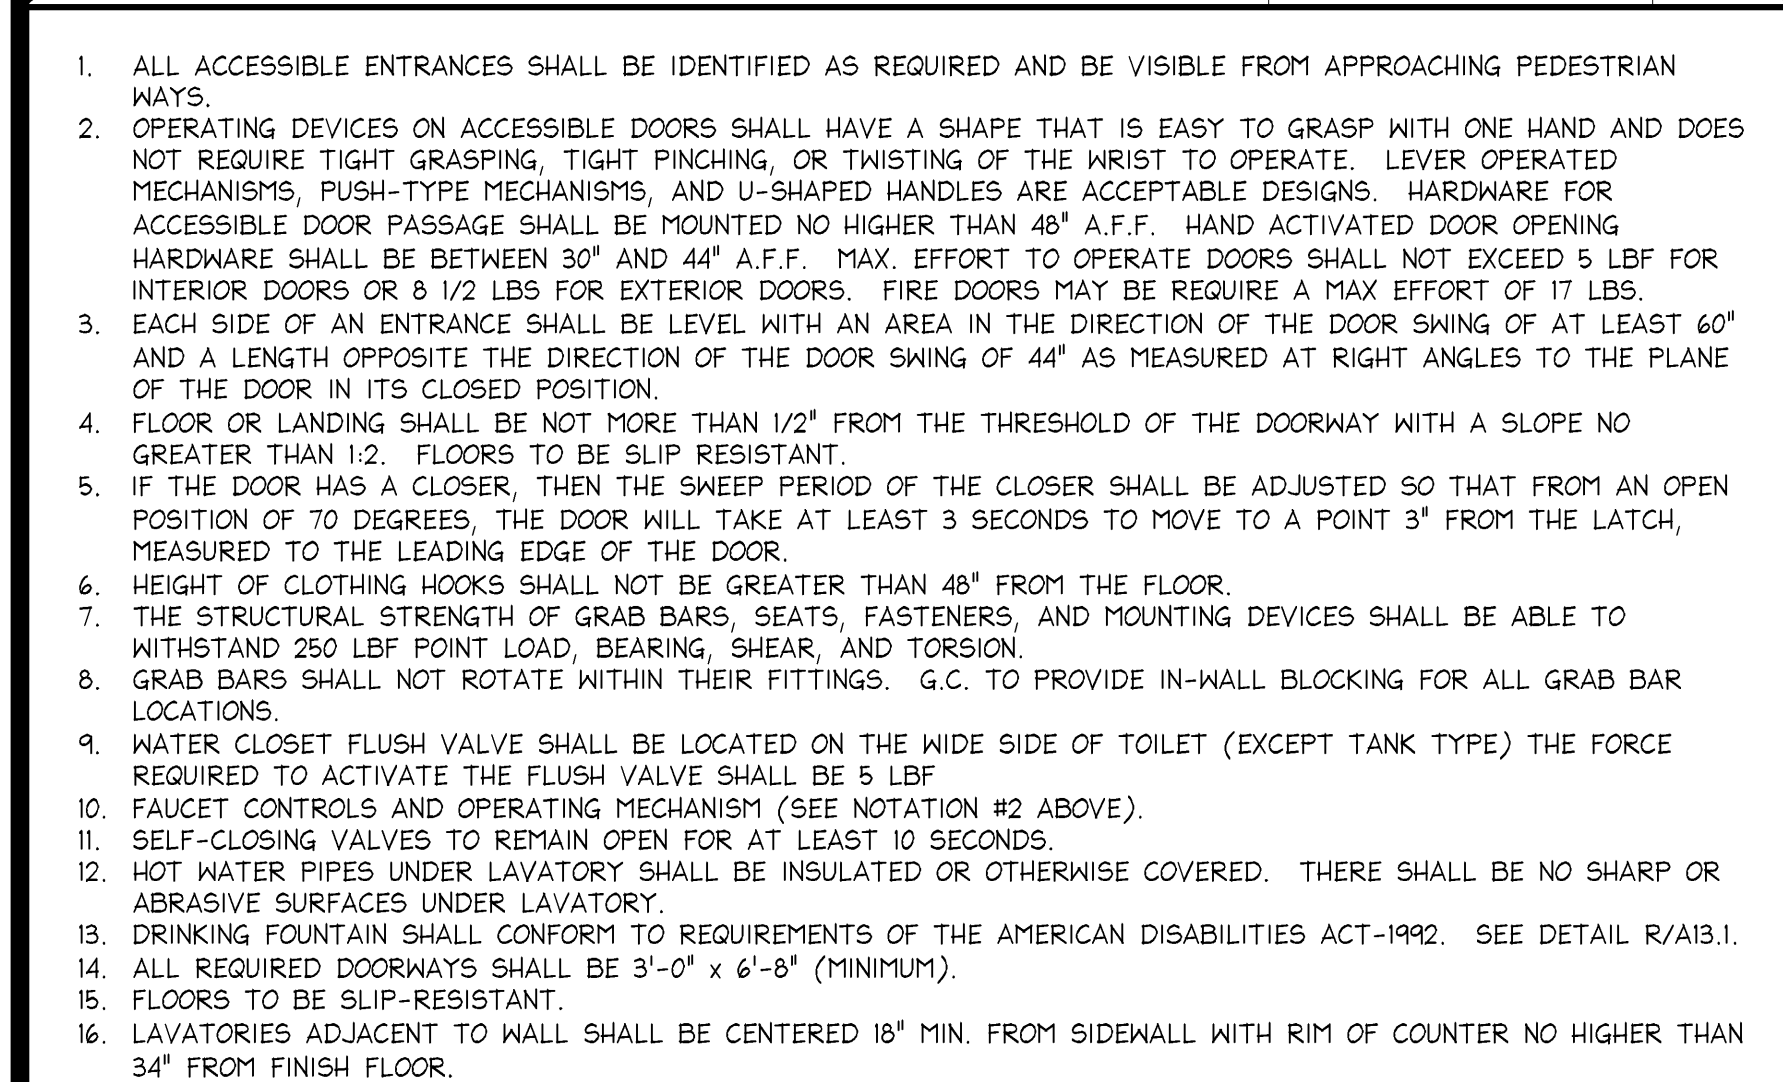 1. ALL ACCESSIBLE ENTRANCES SHALL BE IDENTIFIED AS REQUIRED AND BE VISIBLE FROM APPROACHING PEDESTRIAN
WAYS.
2. OPERATING DEVICES ON ACCESSIBLE DOORS SHALL HAVE A SHAPE THAT IS EASY TO GRASP WITH ONE HAND AND DOES
NOT REQUIRE TIGHT GRASPING, TIGHT PINCHING, OR TWISTING OF THE WRIST TO OPERATE. LEVER OPERATED
MECHANISMS, PUSH-TYPE MECHANISMS, AND U-SHAPED HANDLES ARE ACCEPTABLE DESIGNS. HARDWARE FOR
ACCESSIBLE DOOR PASSAGE SHALL BE MOUNTED NO HIGHER THAN 48" A.F.F. HAND ACTIVATED DOOR OPENING
HARDWARE SHALL BE BETWEEN 30" AND 44" A.F.F. MAX. EFFORT TO OPERATE DOORS SHALL NOT EXCEED 5 LBF FOR
INTERIOR DOORS OR 8 1/2 LBS FOR EXTERIOR DOORS. FIRE DOORS MAY BE REQUIRE A MAX EFFORT OF 17 LBS.
3. EACH SIDE OF AN ENTRANCE SHALL BE LEVEL WITH AN AREA IN THE DIRECTION OF THE DOOR SWING OF AT LEAST 60"
AND A LENGTH OPPOSITE THE DIRECTION OF THE DOOR SWING OF 44" AS MEASURED AT RIGHT ANGLES TO THE PLANE
OF THE DOOR IN ITS CLOSED POSITION.
4. FLOOR OR LANDING SHALL BE NOT MORE THAN 1/2" FROM THE THRESHOLD OF THE DOORWAY WITH A SLOPE NO
GREATER THAN 1:2. FLOORS TO BE SLIP RESISTANT.
5. IF THE DOOR HAS A CLOSER, THEN THE SWEEP PERIOD OF THE CLOSER SHALL BE ADJUSTED SO THAT FROM AN OPEN
POSITION OF 70 DEGREES, THE DOOR WILL TAKE AT LEAST 3 SECONDS TO MOVE TO A POINT 3" FROM THE LATCH,
MEASURED TO THE LEADING EDGE OF THE DOOR.
6. HEIGHT OF CLOTHING HOOKS SHALL NOT BE GREATER THAN 48" FROM THE FLOOR.
7. THE STRUCTURAL STRENGTH OF GRAB BARS, SEATS, FASTENERS, AND MOUNTING DEVICES SHALL BE ABLE TO
WITHSTAND 250 LBF POINT LOAD, BEARING, SHEAR, AND TORSION.
8. GRAB BARS SHALL NOT ROTATE WITHIN THEIR FITTINGS. G.C. TO PROVIDE IN-WALL BLOCKING FOR ALL GRAB BAR
LOCATIONS.
9. WATER CLOSET FLUSH VALVE SHALL BE LOCATED ON THE WIDE SIDE OF TOILET (EXCEPT TANK TYPE) THE FORCE
REQUIRED TO ACTIVATE THE FLUSH VALVE SHALL BE 5 LBF
10. FAUCET CONTROLS AND OPERATING MECHANISM (SEE NOTATION #2 ABOVE).
11. SELF-CLOSING VALVES TO REMAIN OPEN FOR AT LEAST 10 SECONDS.
12. HOT WATER PIPES UNDER LAVATORY SHALL BE INSULATED OR OTHERWISE COVERED. THERE SHALL BE NO SHARP OR
ABRASIVE SURFACES UNDER LAVATORY.
13. DRINKING FOUNTAIN SHALL CONFORM TO REQUIREMENTS OF THE AMERICAN DISABILITIES ACT-1992. SEE DETAIL R/A13.1.
14. ALL REQUIRED DOORWAYS SHALL BE 3'-0" x 6'-8" (MINIMUM).
15. FLOORS TO BE SLIP-RESISTANT.
16. LAVATORIES ADJACENT TO WALL SHALL BE CENTERED 18" MIN. FROM SIDEWALL WITH RIM OF COUNTER NO HIGHER THAN
34" FROM FINISH FLOOR.